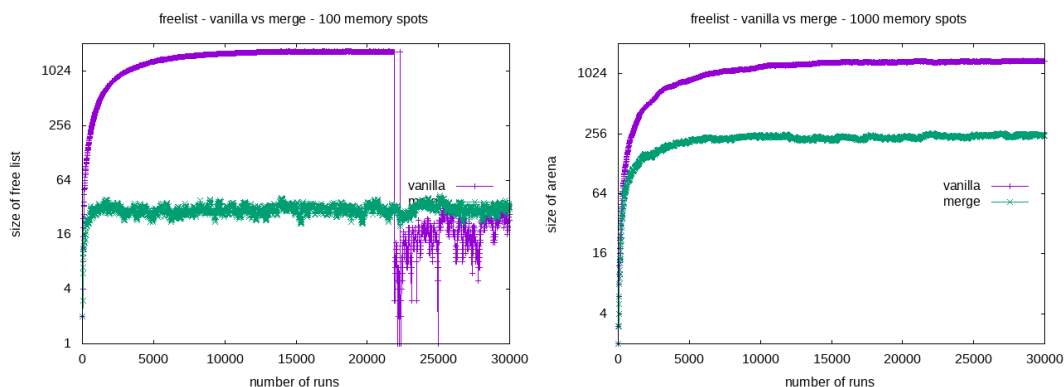 freelist - vanilla vs merge - 100 memory spots
size of free list
1024
256
64
16
4
1
vanilla
0 5000 10000 15000 20000 25000 30000
number of runs
freelist - vanilla vs merge - 1000 memory spots
size of arena
1024
256
64
16
4
vanilla
merge
0 5000 10000 15000 20000 25000 30000
number of runs